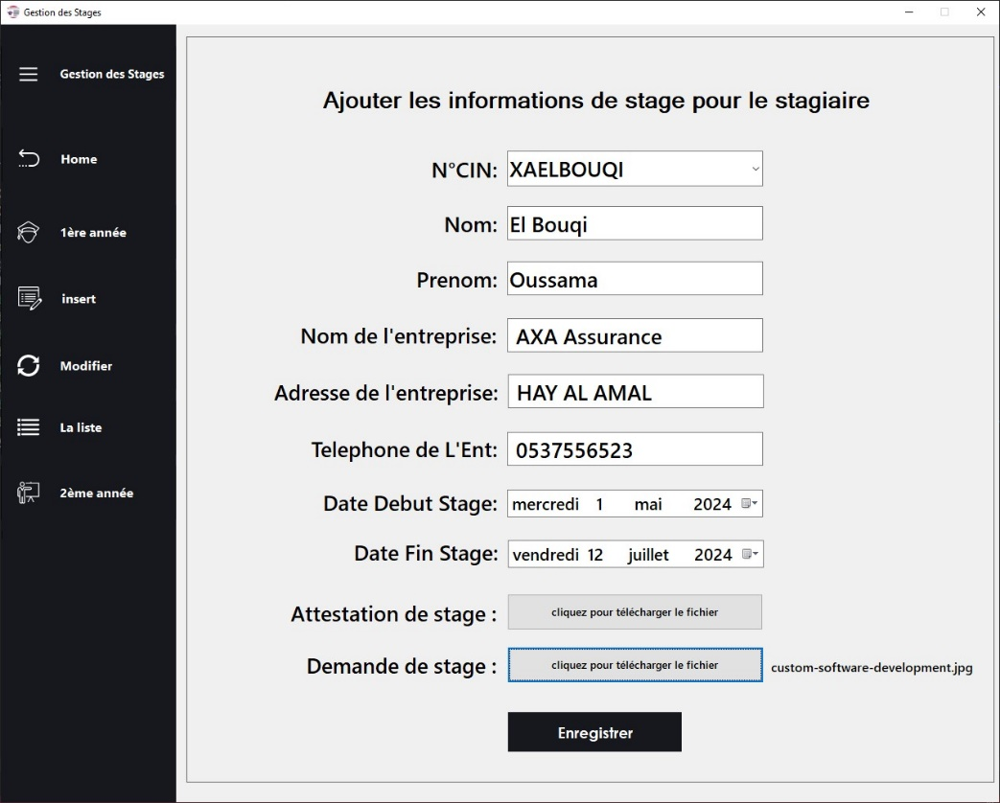 Gestion des Stages
Gestion des Stages
Home
1ère année
insert
Modifier
La liste
2ème année
Ajouter les informations de stage pour le stagiaire
N°CIN: XAELBOUQI
Nom: El Bouqi
Prenom: Oussama
Nom de l'entreprise: AXA Assurance
Adresse de l'entreprise: HAY AL AMAL
Telephone de L'Ent: 0537556523
Date Debut Stage: mercredi 1 mai 2024
Date Fin Stage: vendredi 12 juillet 2024
Attestation de stage : cliquez pour télécharger le fichier
Demande de stage : cliquez pour télécharger le fichier custom-software-development.jpg
Enregistrer